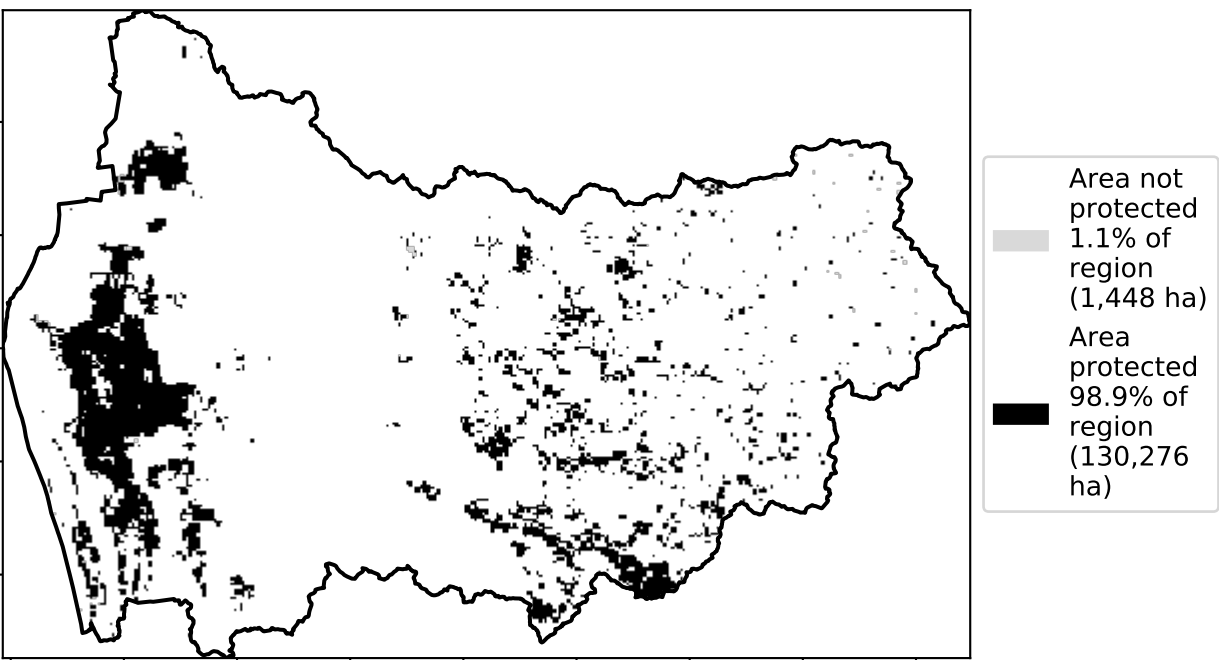 Area not
protected
1.1% of
region
(1,448 ha)
Area
protected
98.9% of
region
(130,276
ha)